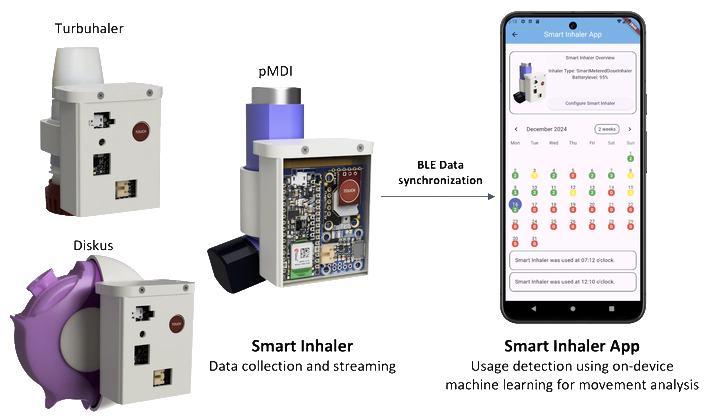 Turbuhaler
TOUCH
pMDI
TOUCH
Diskus
TOUCH
BLE Data
synchronization
Smart Inhaler App
Smart Inhaler Overview
Inhaler Type: SmartMeteredDoseInhaler
Batterylevel: 95%
Configure Smart Inhaler
December 2024
2 weeks
Mon Tue Wed Thu Fri Sat Sun
1
2 3 4 5 6 7 8
9 10 11 12 13 14 15
16 17 18 19 20 21 22
23 24 25 26 27 28 29
30 31
Smart Inhaler was used at 07:12 o'clock.
Smart Inhaler was used at 12:10 o'clock.
Smart Inhaler
Data collection and streaming
Smart Inhaler App
Usage detection using on-device
machine learning for movement analysis